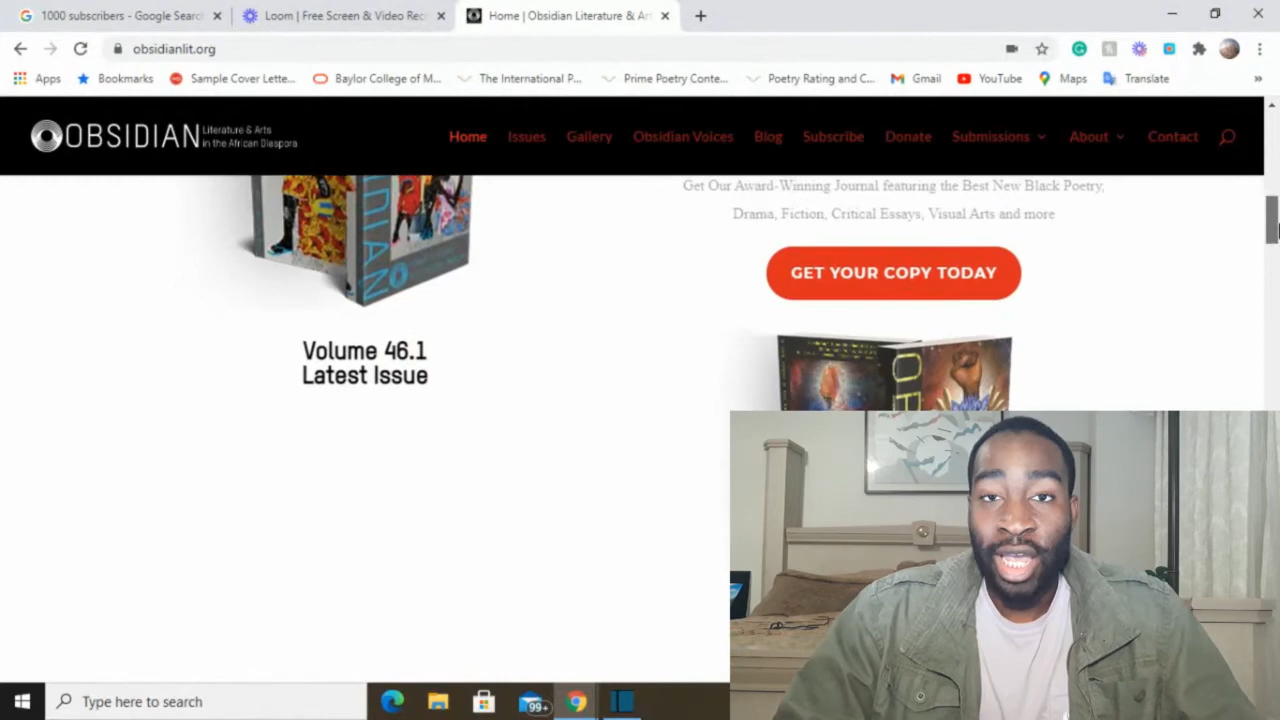 1000 subscribers - Google Searc
Loom | Free Screen & Video Rec
Home | Obsidian Literature & Art
obsidianlit.org
Apps
Bookmarks
Sample Cover Lette...
Baylor College of M...
The International P...
Prime Poetry Conte...
Poetry Rating and C...
Gmail
YouTube
Maps
Translate
»
OBSIDIAN Literature & Arts
in the African Diaspora
Home
Issues
Gallery
Obsidian Voices
Blog
Subscribe
Donate
Submissions
About
Contact
Get Our Award-Winning Journal featuring the Best New Black Poetry,
Drama, Fiction, Critical Essays, Visual Arts and more
GET YOUR COPY TODAY
IDIAN
Volume 46.1
Latest Issue
Type here to search
99+